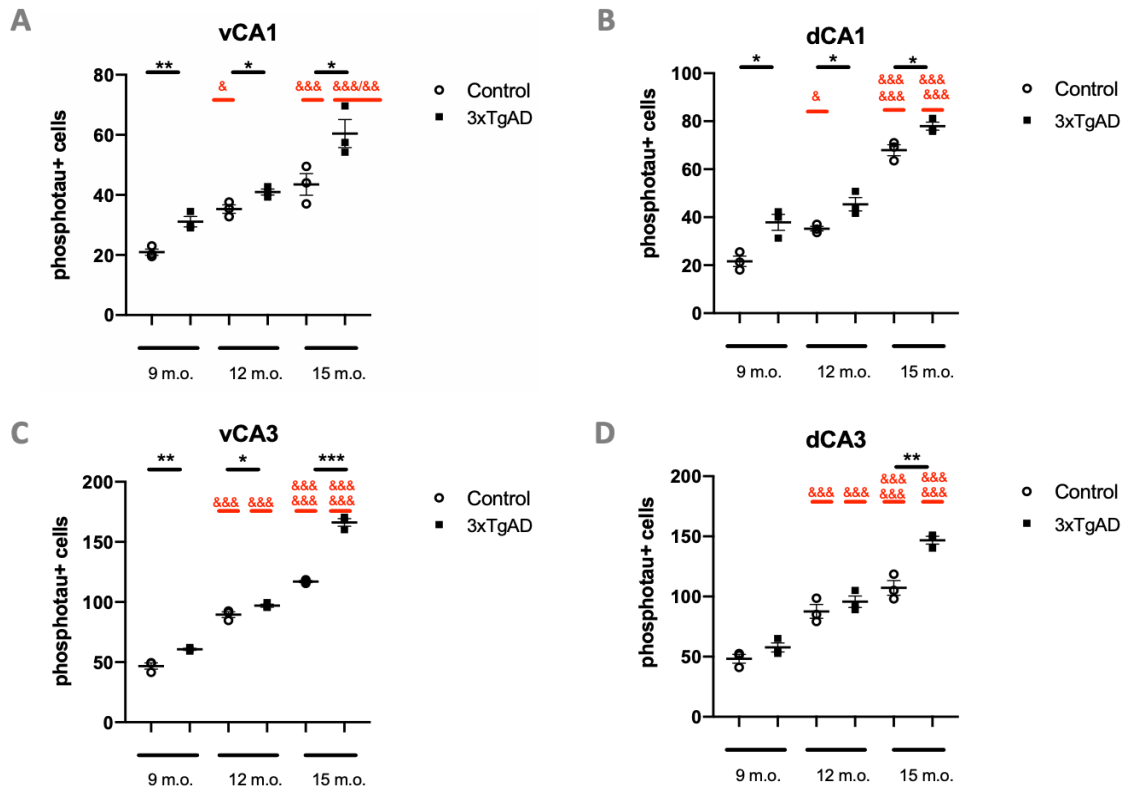 A
vCA1
** * *
& &&& &&&/&&
80
60
40
20
0
phosphotau+ cells
Control
3xTgAD
9 m.o. 12 m.o. 15 m.o.
B
dCA1
* * *
&&& &&&
& &&& &&&
100
80
60
40
20
0
phosphotau+ cells
Control
3xTgAD
9 m.o. 12 m.o. 15 m.o.
C
vCA3
** * ***
&&& &&&
&&& &&& &&& &&&
200
150
100
50
0
phosphotau+ cells
Control
3xTgAD
9 m.o. 12 m.o. 15 m.o.
D
dCA3
**
&&& &&&
&&& &&& &&& &&&
200
150
100
50
0
phosphotau+ cells
Control
3xTgAD
9 m.o. 12 m.o. 15 m.o.